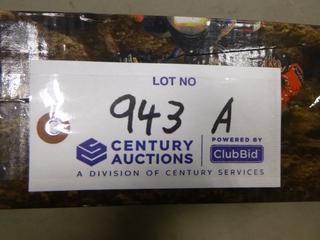 LOT NO
943 A
CENTURY AUCTIONS
POWERED BY
ClubBid
A DIVISION OF CENTURY SERVICES